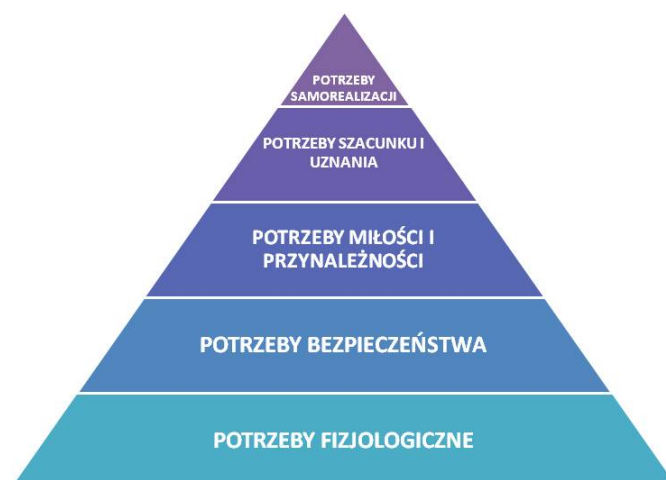 POTRZEBY
SAMOREALIZACJI
POTRZEBY SZACUNKU I
UZNANIA
POTRZEBY MIŁOŚCI I
PRZYNALEŻNOŚCI
POTRZEBY BEZPIECZEŃSTWA
POTRZEBY FIZJOLOGICZNE